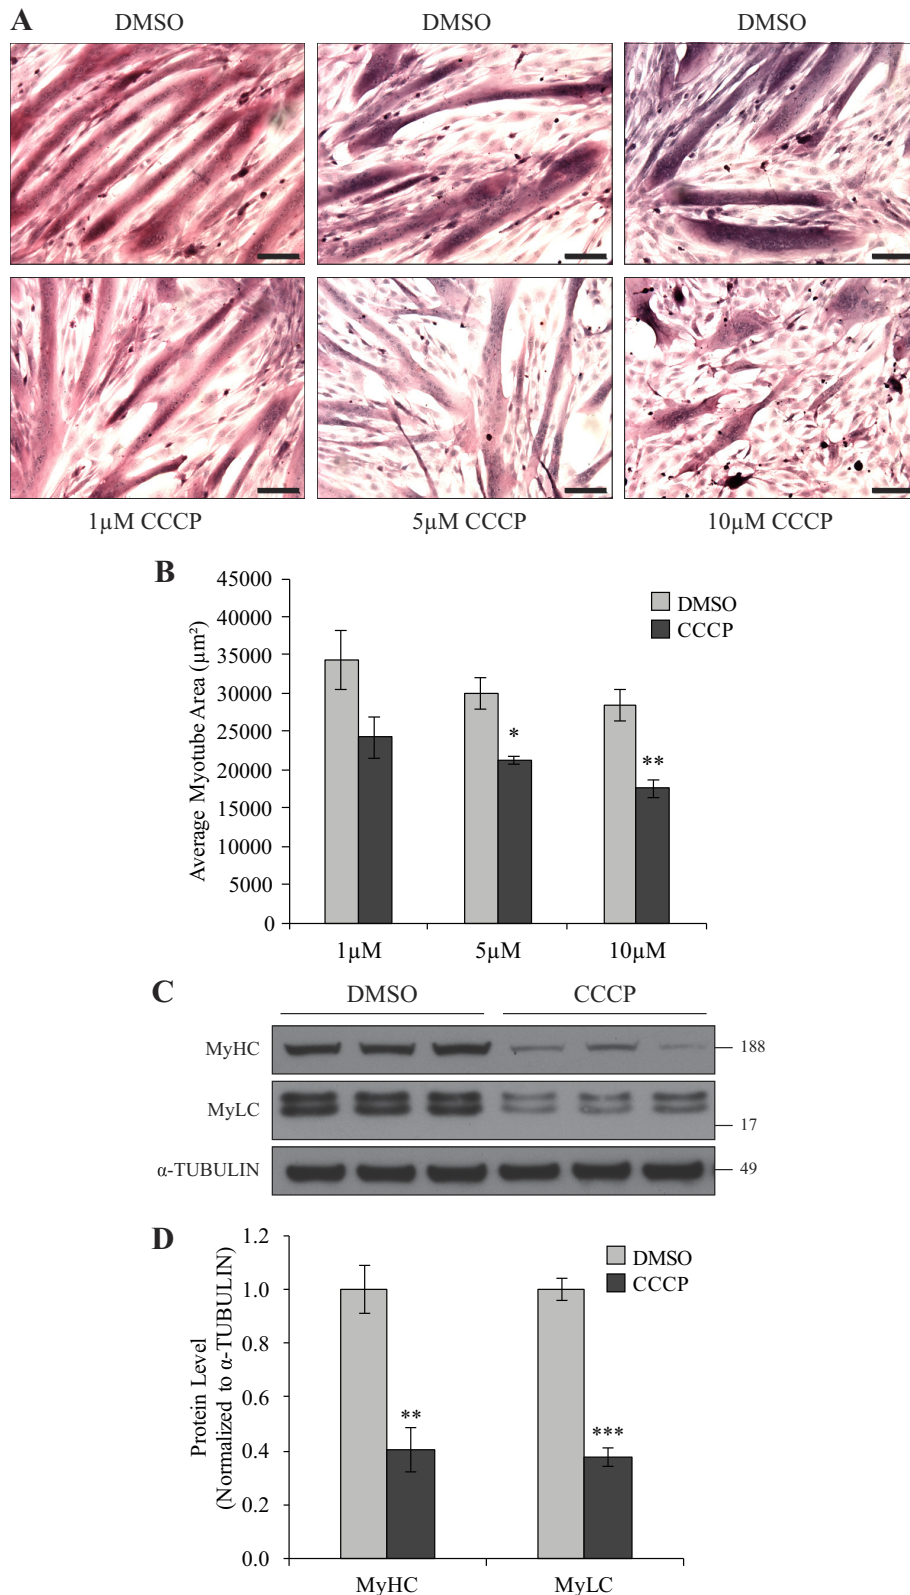 A
DMSO DMSO DMSO
1µM CCCP 5µM CCCP 10µM CCCP
B
Average Myotube Area (µm²)
45000
40000
35000
30000
25000
20000
15000
10000
5000
0
DMSO
CCCP
*
**
1µM 5µM 10µM
C
DMSO CCCP
MyHC 188
MyLC 17
α-TUBULIN 49
D
Protein Level
(Normalized to α-TUBULIN)
1.2
1.0
0.8
0.6
0.4
0.2
0.0
DMSO
CCCP
**
***
MyHC MyLC